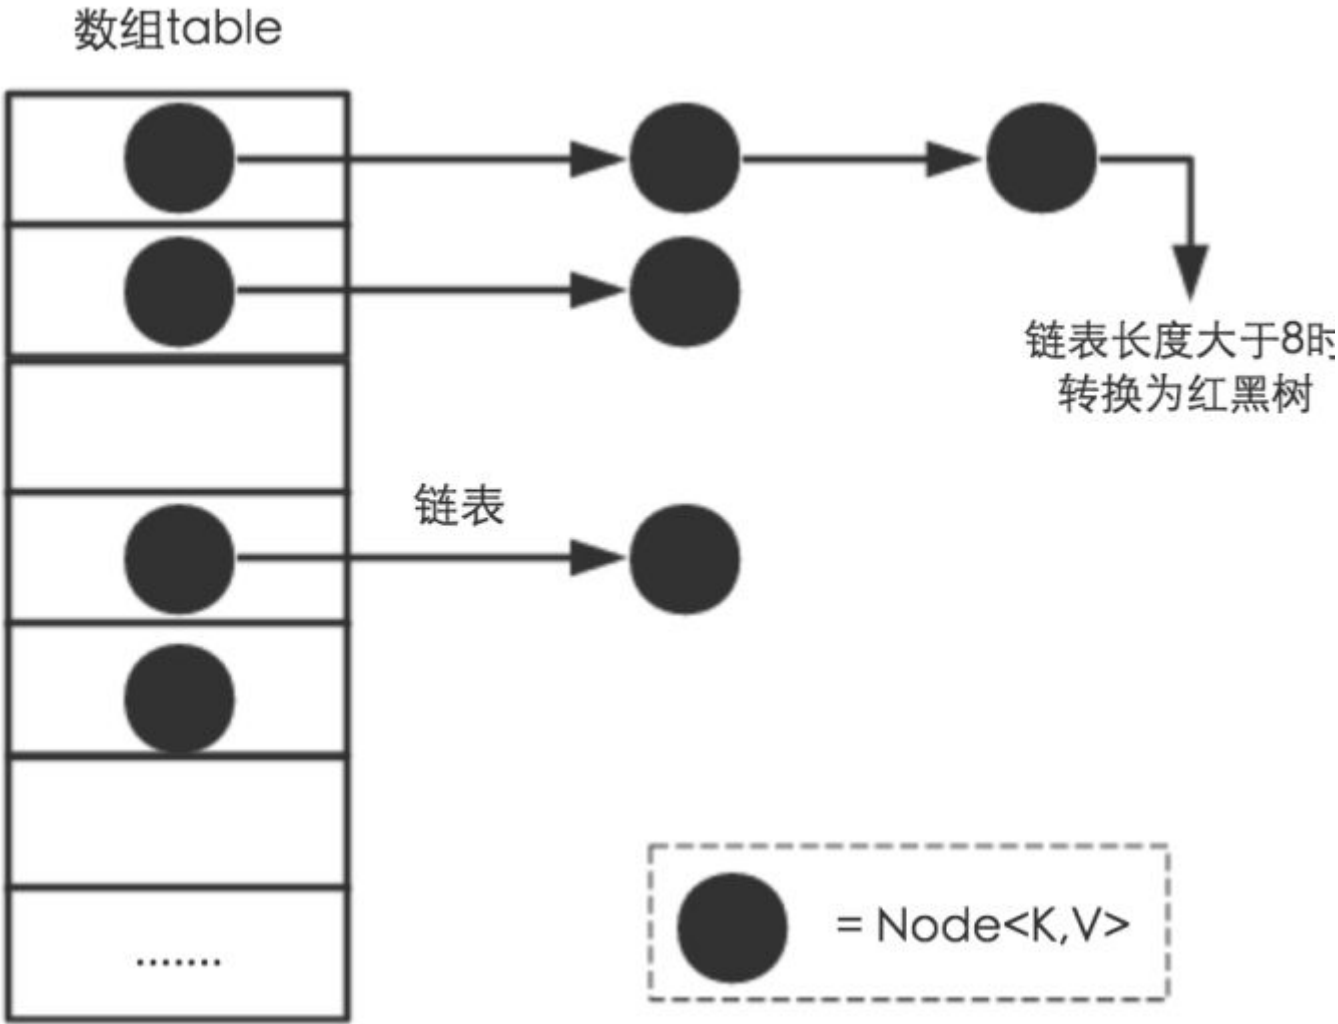 数组table
链表长度大于8时
转换为红黑树
链表
.......
= Node<K,V>